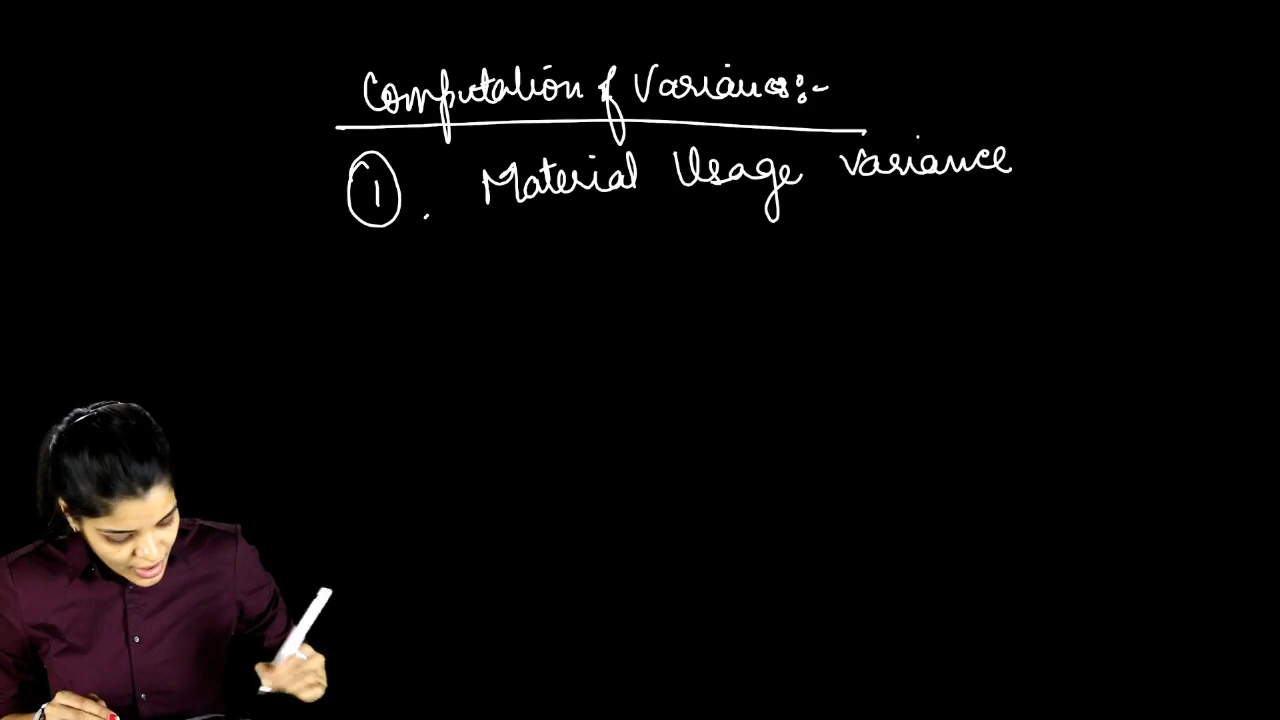 Computation of Variances:-
① . Material Usage Variance